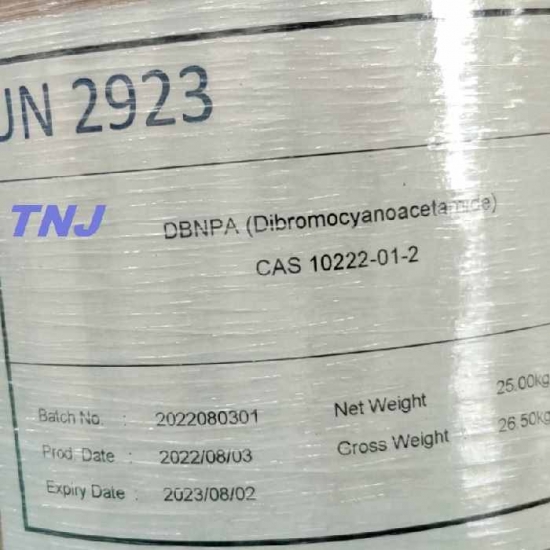 UN 2923
TNJ
DBNPA (Dibromocyanoacetamide)
CAS 10222-01-2
Batch No. : 2022080301
Prod. Date : 2022/08/03
Expiry Date : 2023/08/02
Net Weight 25.00kg
Gross Weight : 26.50kg